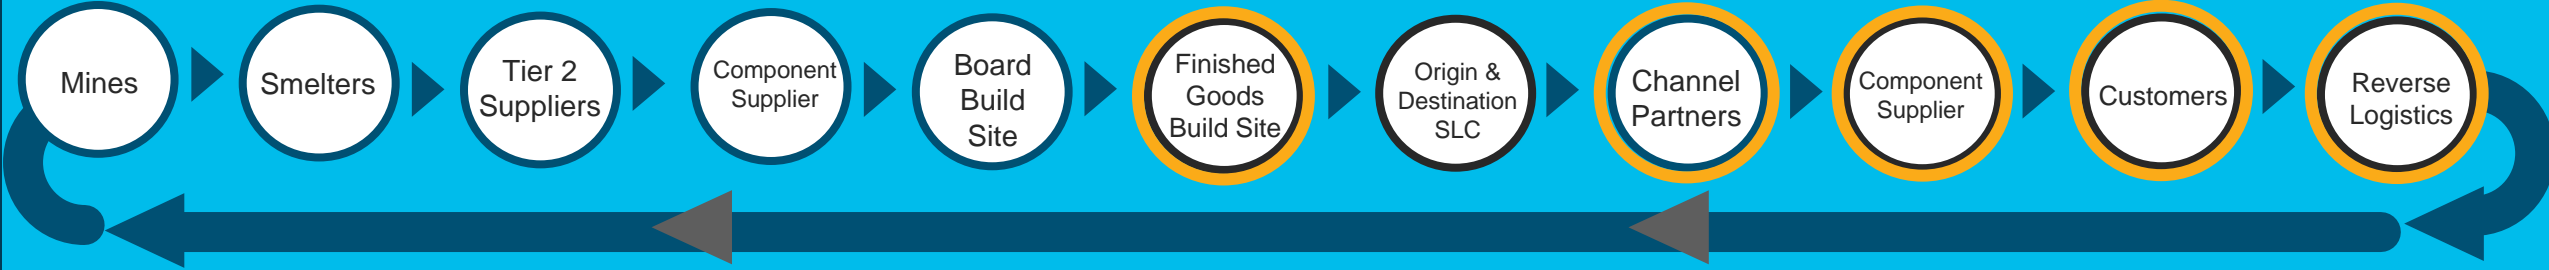 Mines
Smelters
Tier 2
Suppliers
Component
Supplier
Board
Build
Site
Finished
Goods
Build Site
Origin &
Destination
SLC
Channel
Partners
Component
Supplier
Customers
Reverse
Logistics